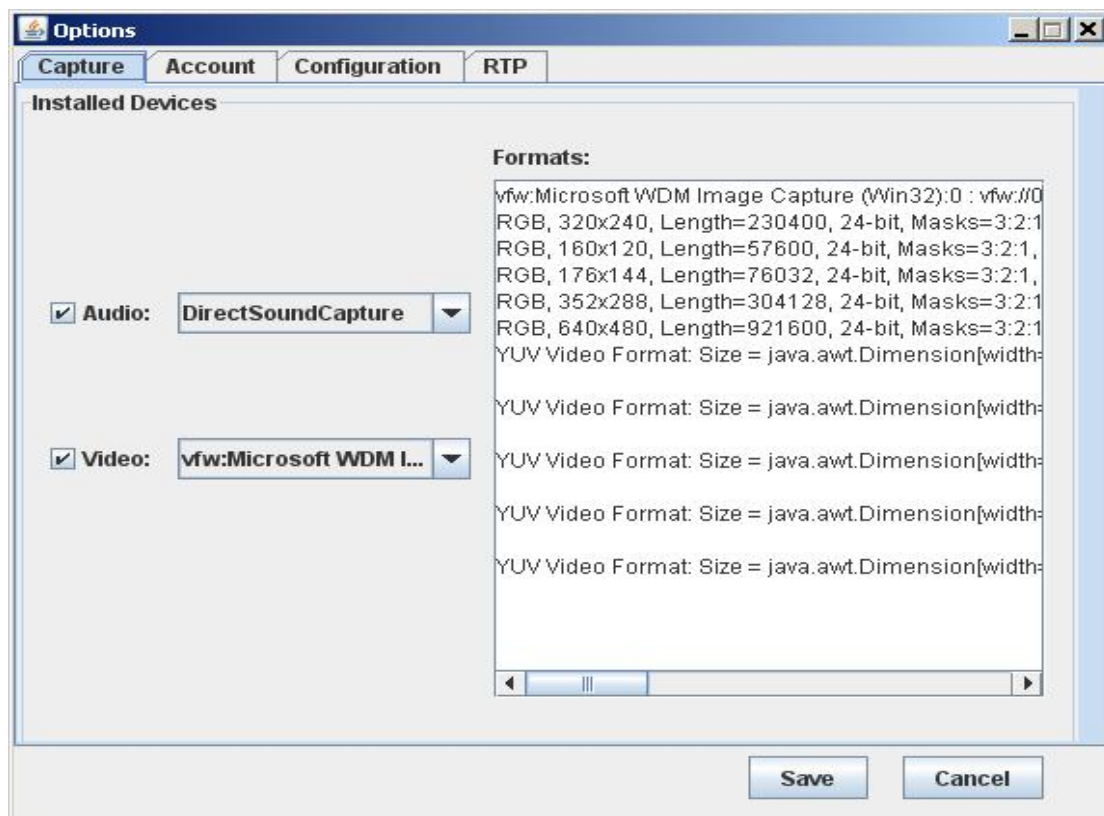 Options
Capture Account Configuration RTP
Installed Devices
Formats:
vfw:Microsoft WDM Image Capture (Win32):0 : vfw://0
RGB, 320x240, Length=230400, 24-bit, Masks=3:2:1
RGB, 160x120, Length=57600, 24-bit, Masks=3:2:1,
RGB, 176x144, Length=76032, 24-bit, Masks=3:2:1,
RGB, 352x288, Length=304128, 24-bit, Masks=3:2:1
RGB, 640x480, Length=921600, 24-bit, Masks=3:2:1
YUV Video Format: Size = java.awt.Dimension[width=
YUV Video Format: Size = java.awt.Dimension[width=
YUV Video Format: Size = java.awt.Dimension[width=
YUV Video Format: Size = java.awt.Dimension[width=
YUV Video Format: Size = java.awt.Dimension[width=
Audio: DirectSoundCapture
Video: vfw:Microsoft WDM I...
Save Cancel